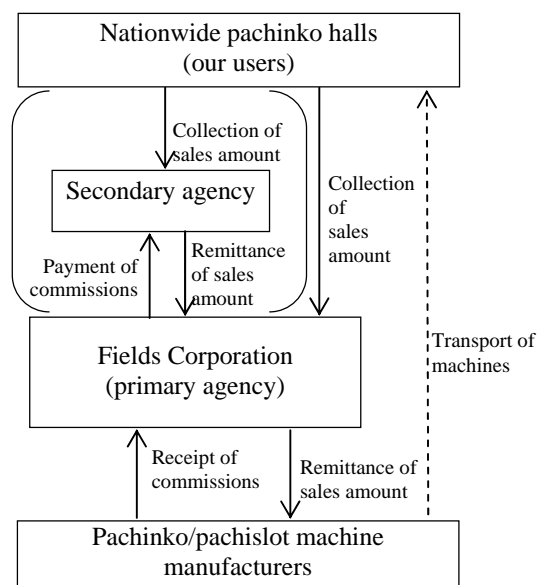 Nationwide pachinko halls
(our users)
Collection of
sales amount
Secondary agency
Collection
of
sales
amount
Payment of
commissions
Remittance
of sales
amount
Fields Corporation
(primary agency)
Transport of
machines
Receipt of
commissions
Remittance of
sales amount
Pachinko/pachislot machine
manufacturers